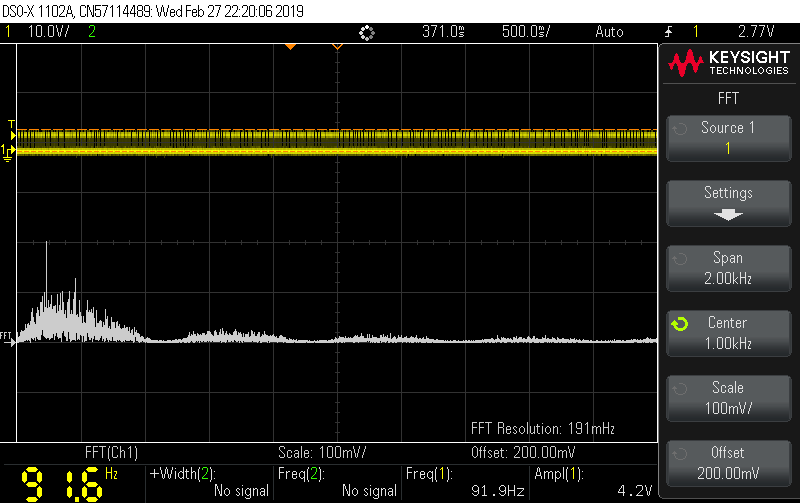 DSO-X 1102A, CN57114489: Wed Feb 27 22:20:06 2019
1 10.0V/ 2 371.0s 500.0s/ Auto 1 2.77V
KEYSIGHT
TECHNOLOGIES
FFT
Source 1
1
Settings
Span
2.00kHz
Center
1.00kHz
Scale
100mV/
Offset
200.00mV
T
1
FFT
FFT Resolution: 191mHz
FFT(Ch1) Scale: 100mV/ Offset: 200.00mV
91.6 Hz
+Width(2):
No signal
Freq(2):
No signal
Freq(1):
91.9Hz
Ampl(1):
4.2V